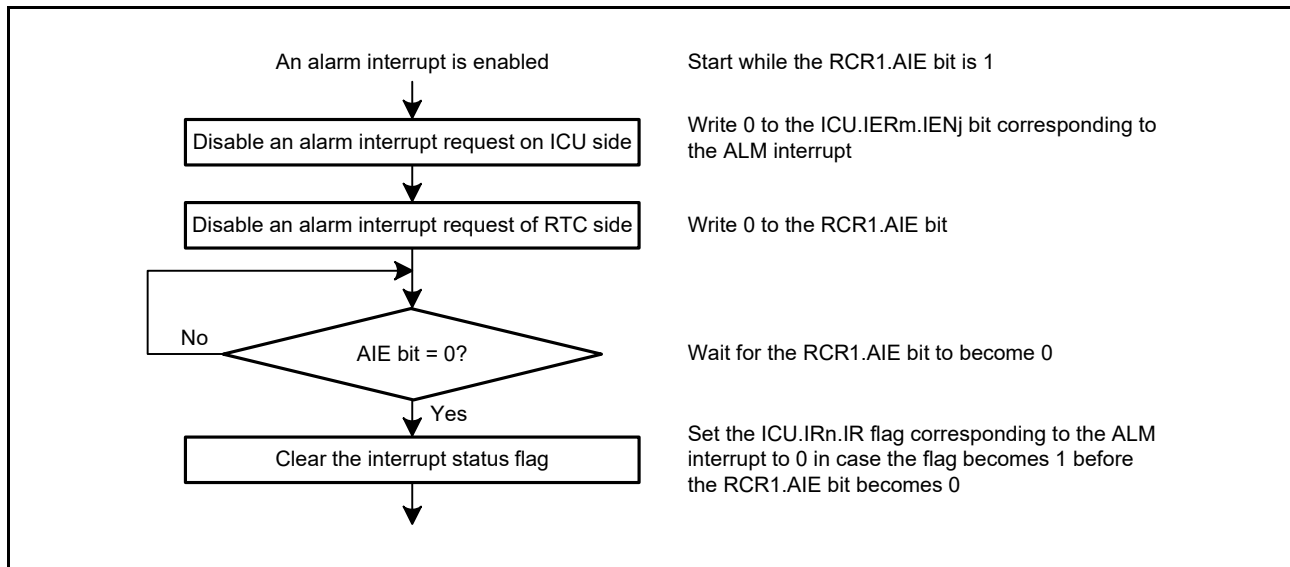 An alarm interrupt is enabled
Start while the RCR1.AIE bit is 1
Disable an alarm interrupt request on ICU side
Write 0 to the ICU.IERm.IENj bit corresponding to
the ALM interrupt
Disable an alarm interrupt request of RTC side
Write 0 to the RCR1.AIE bit
No
AIE bit = 0?
Wait for the RCR1.AIE bit to become 0
Yes
Clear the interrupt status flag
Set the ICU.IRn.IR flag corresponding to the ALM
interrupt to 0 in case the flag becomes 1 before
the RCR1.AIE bit becomes 0